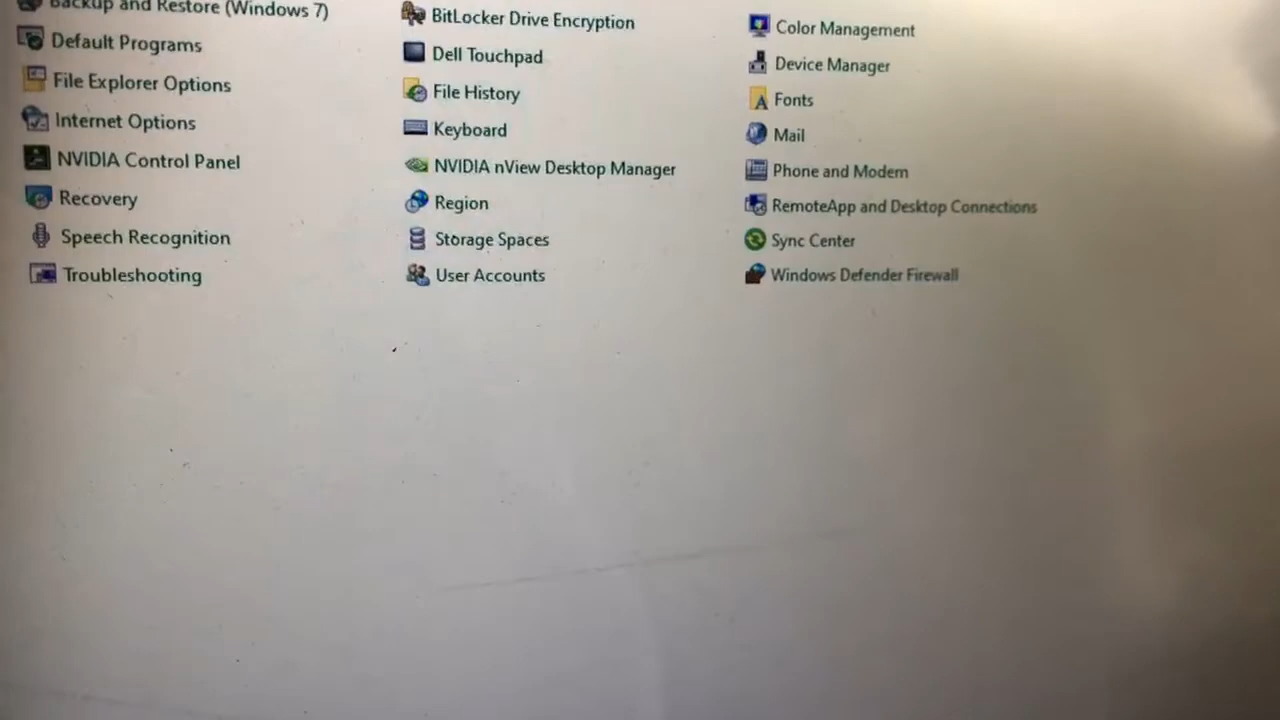 Backup and Restore (Windows 7)
BitLocker Drive Encryption
Color Management
Default Programs
Dell Touchpad
Device Manager
File Explorer Options
File History
Fonts
Internet Options
Keyboard
Mail
NVIDIA Control Panel
NVIDIA nView Desktop Manager
Phone and Modem
Recovery
Region
RemoteApp and Desktop Connections
Speech Recognition
Storage Spaces
Sync Center
Troubleshooting
User Accounts
Windows Defender Firewall